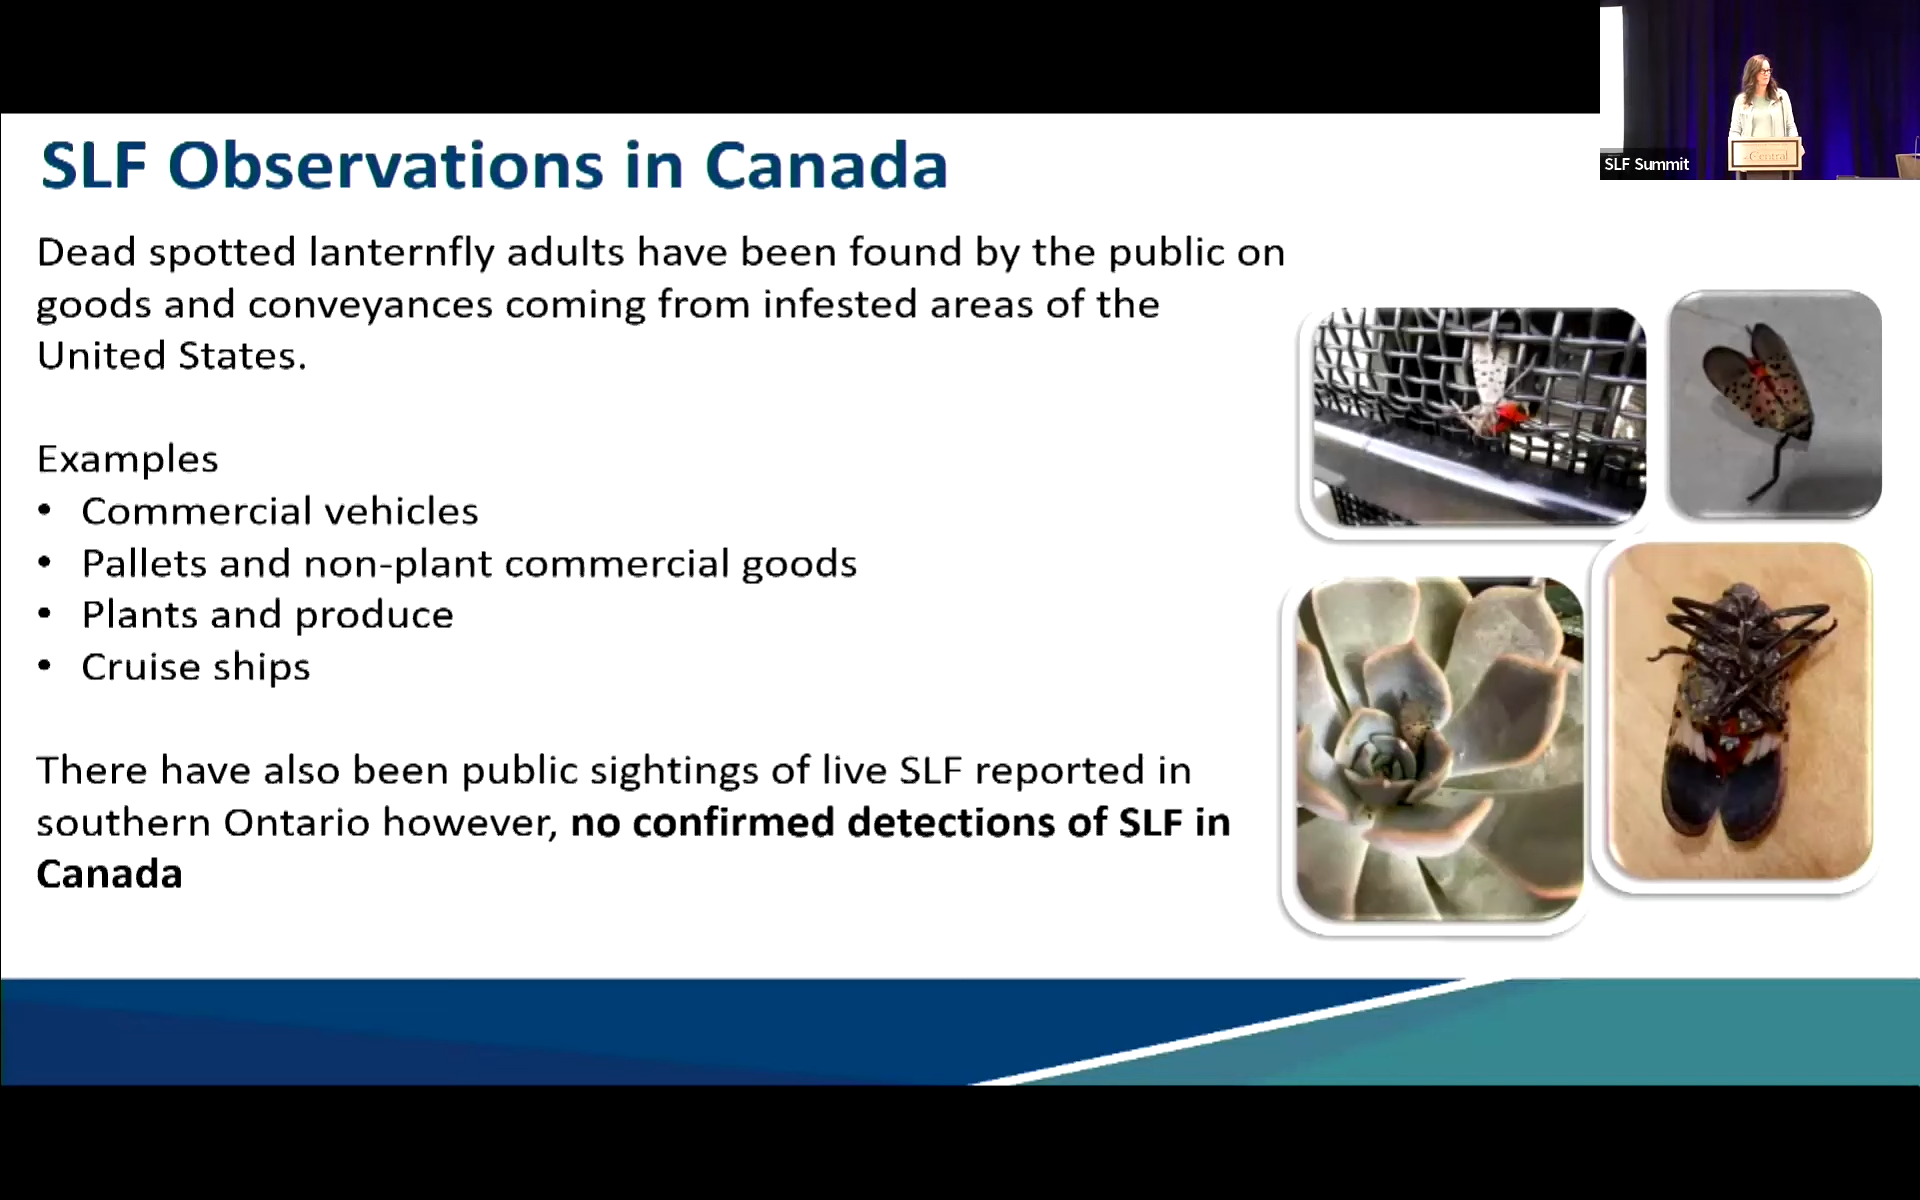 SLF Observations in Canada
SLF Summit
Central
Dead spotted lanternfly adults have been found by the public on
goods and conveyances coming from infested areas of the
United States.
Examples
• Commercial vehicles
• Pallets and non-plant commercial goods
• Plants and produce
• Cruise ships
There have also been public sightings of live SLF reported in
southern Ontario however, no confirmed detections of SLF in
Canada